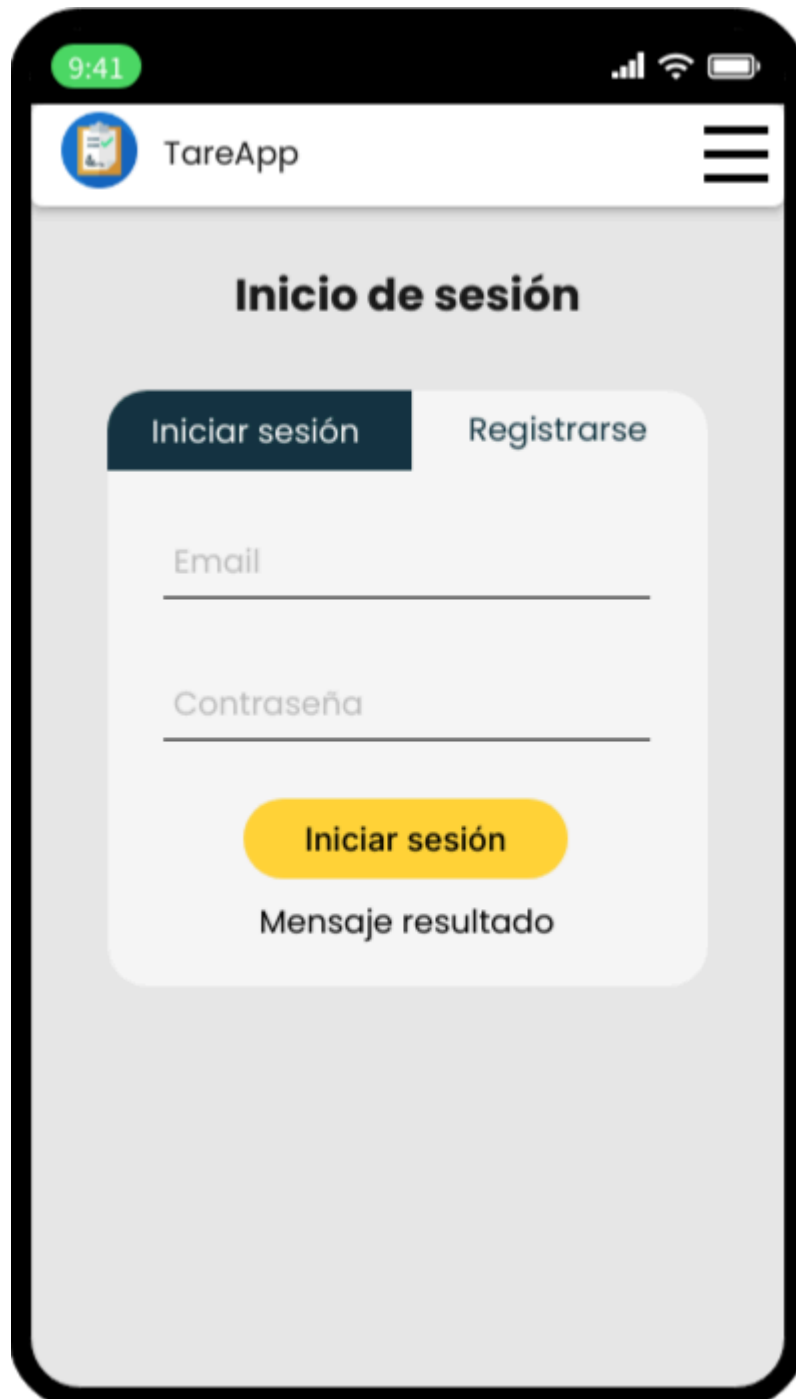 9:41
TareApp
Inicio de sesión
Iniciar sesión Registrarse
Email
Contraseña
Iniciar sesión
Mensaje resultado